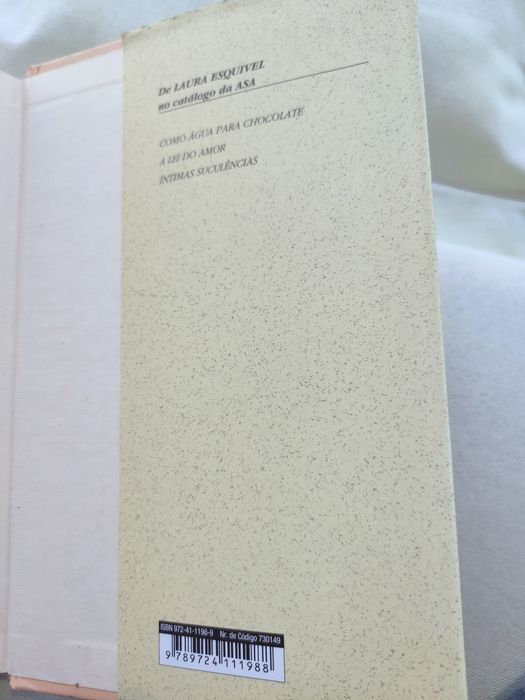 De LAURA ESQUIVEL
no catálogo da ASA
COMO ÁGUA PARA CHOCOLATE
A LEI DO AMOR
ÍNTIMAS SUCULÊNCIAS
ISBN 972-41-1198-9 Nr. de Código 730149
9 789724 111988